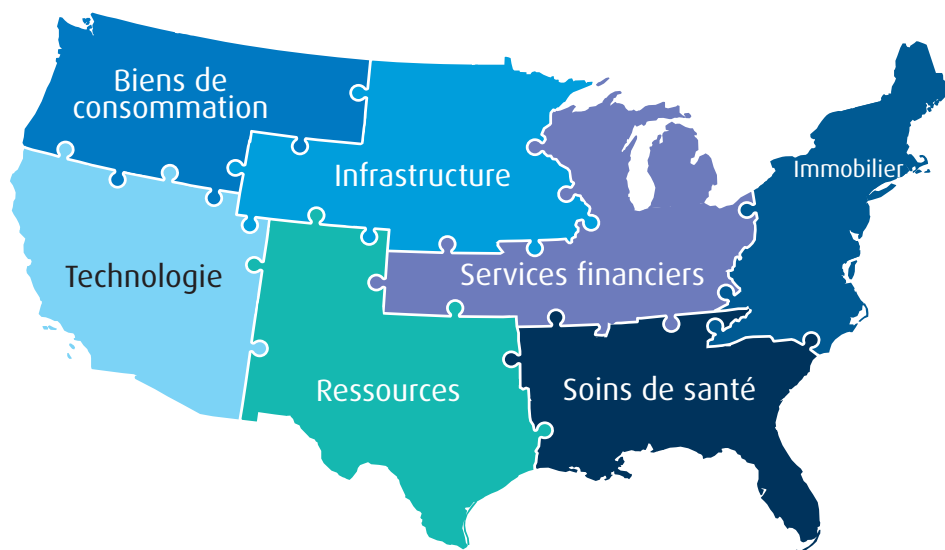 Biens de
consommation
Infrastructure
Immobilier
Technologie
Services financiers
Ressources
Soins de santé